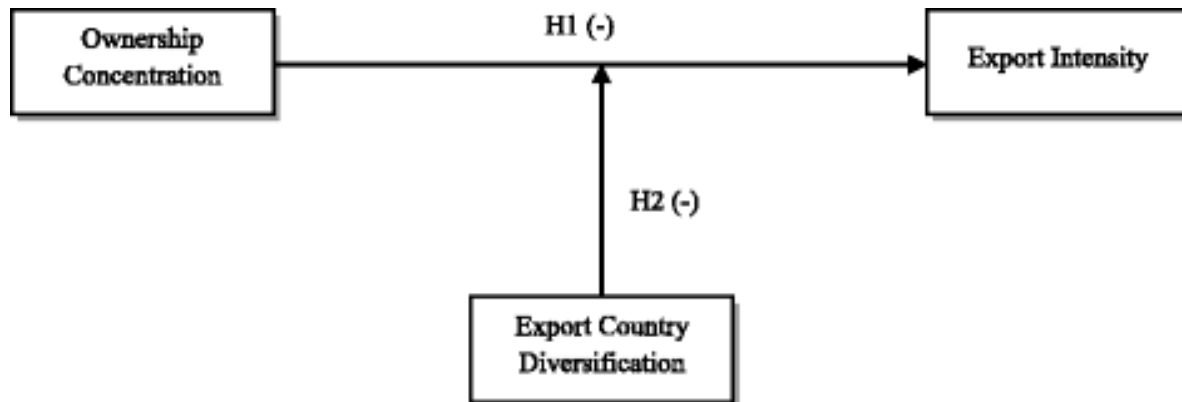 H1 (-)
Ownership
Concentration
Export Intensity
H2 (-)
Export Country
Diversification